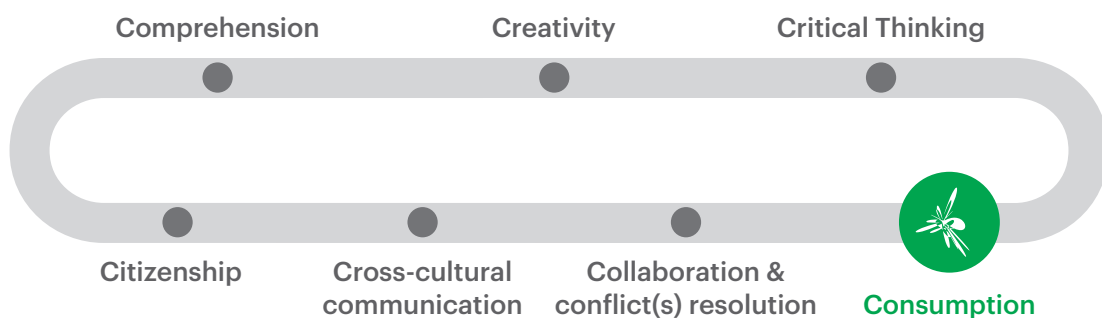 Comprehension
Creativity
Critical Thinking
Citizenship
Cross-cultural
communication
Collaboration &
conflict(s) resolution
Consumption